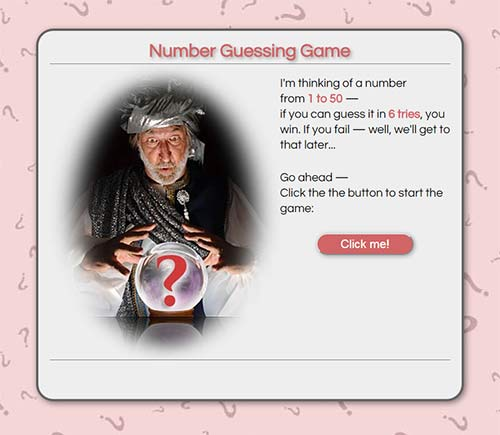 Number Guessing Game
I'm thinking of a number
from 1 to 50 —
if you can guess it in 6 tries, you
win. If you fail — well, we'll get to
that later...
Go ahead —
Click the the button to start the
game:
Click me!
?